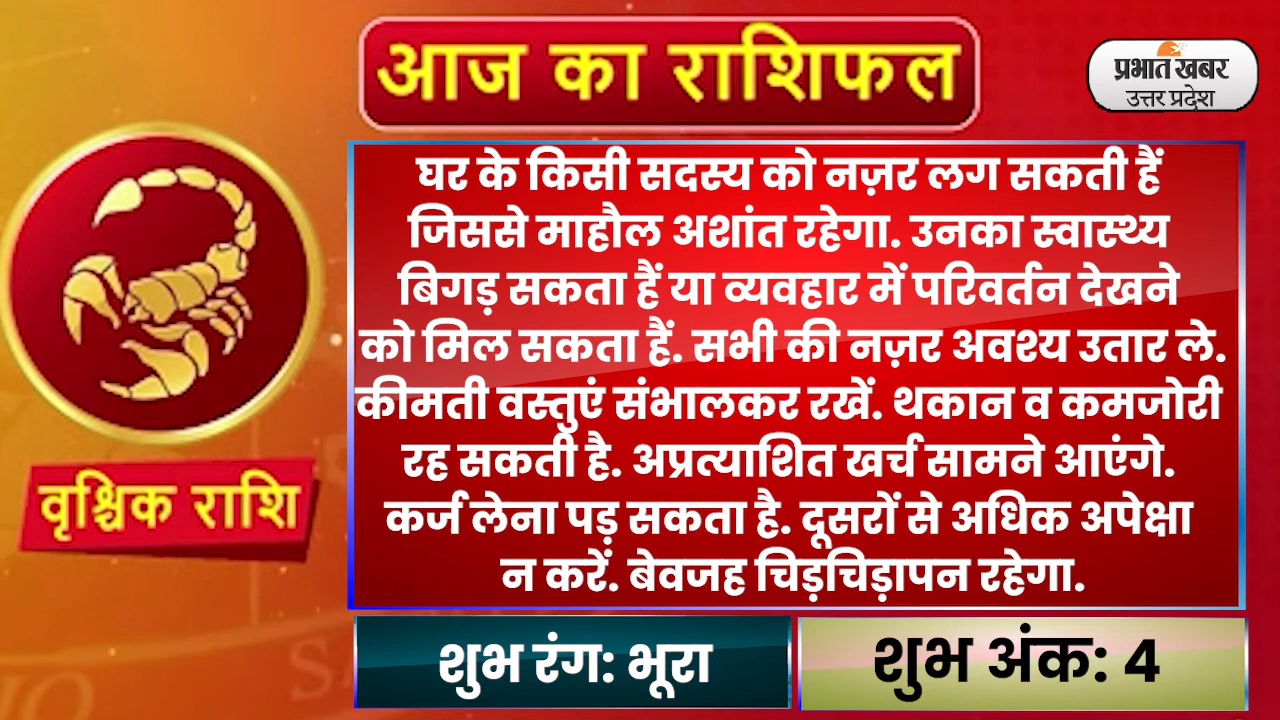 आज का राशिफल
प्रभात खबर
उत्तर प्रदेश
घर के किसी सदस्य को नज़र लग सकती हैं
जिससे माहौल अशांत रहेगा. उनका स्वास्थ्य
बिगड़ सकता हैं या व्यवहार में परिवर्तन देखने
को मिल सकता हैं. सभी की नज़र अवश्य उतार ले.
कीमती वस्तुएं संभालकर रखें. थकान व कमजोरी
रह सकती है. अप्रत्याशित खर्च सामने आएंगे.
कर्ज लेना पड़ सकता है. दूसरों से अधिक अपेक्षा
न करें. बेवजह चिड़चिड़ापन रहेगा.
वृश्चिक राशि
शुभ रंग: भूरा
शुभ अंक: 4